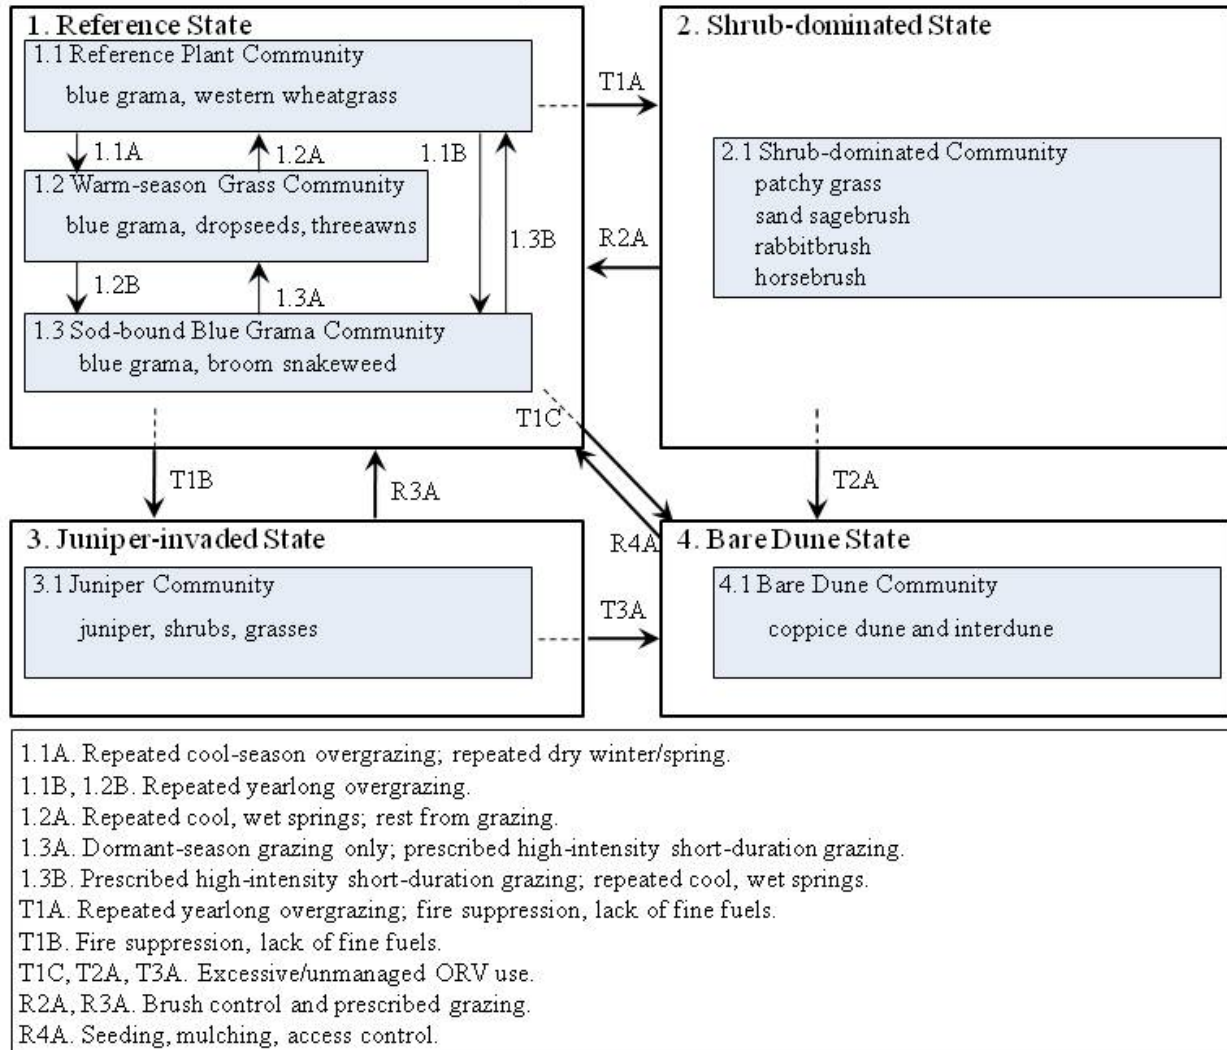 1. Reference State
1.1 Reference Plant Community
blue grama, western wheatgrass
1.1A
1.2A
1.1B
1.2 Warm-season Grass Community
blue grama, dropseeds, threeawns
1.3B
1.2B
1.3A
1.3 Sod-bound Blue Grama Community
blue grama, broom snakeweed
T1A
R2A
2. Shrub-dominated State
2.1 Shrub-dominated Community
patchy grass
sand sagebrush
rabbitbrush
horsebrush
T1C
T1B
R3A
R4A
T2A
3. Juniper-invaded State
3.1 Juniper Community
juniper, shrubs, grasses
T3A
4. Bare Dune State
4.1 Bare Dune Community
coppice dune and interdune
1.1A. Repeated cool-season overgrazing; repeated dry winter/spring.
1.1B, 1.2B. Repeated yearlong overgrazing.
1.2A. Repeated cool, wet springs; rest from grazing.
1.3A. Dormant-season grazing only; prescribed high-intensity short-duration grazing.
1.3B. Prescribed high-intensity short-duration grazing; repeated cool, wet springs.
T1A. Repeated yearlong overgrazing; fire suppression, lack of fine fuels.
T1B. Fire suppression, lack of fine fuels.
T1C, T2A, T3A. Excessive/unmanaged ORV use.
R2A, R3A. Brush control and prescribed grazing.
R4A. Seeding, mulching, access control.